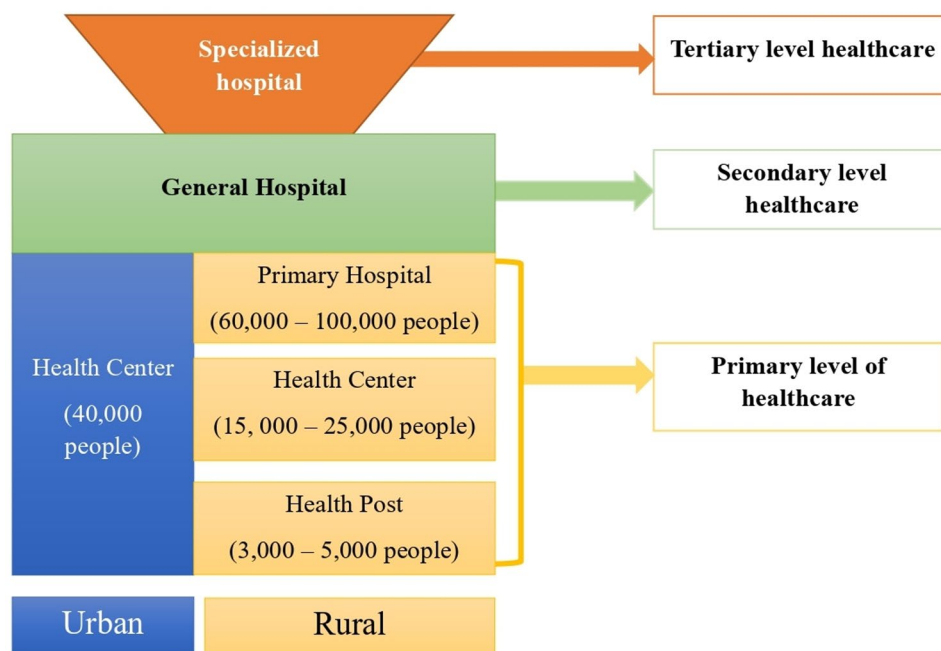 Specialized
hospital
Tertiary level healthcare
General Hospital
Secondary level
healthcare
Primary Hospital
(60,000 – 100,000 people)
Health Center
(40,000
people)
Health Center
(15, 000 – 25,000 people)
Primary level of
healthcare
Health Post
(3,000 – 5,000 people)
Urban
Rural